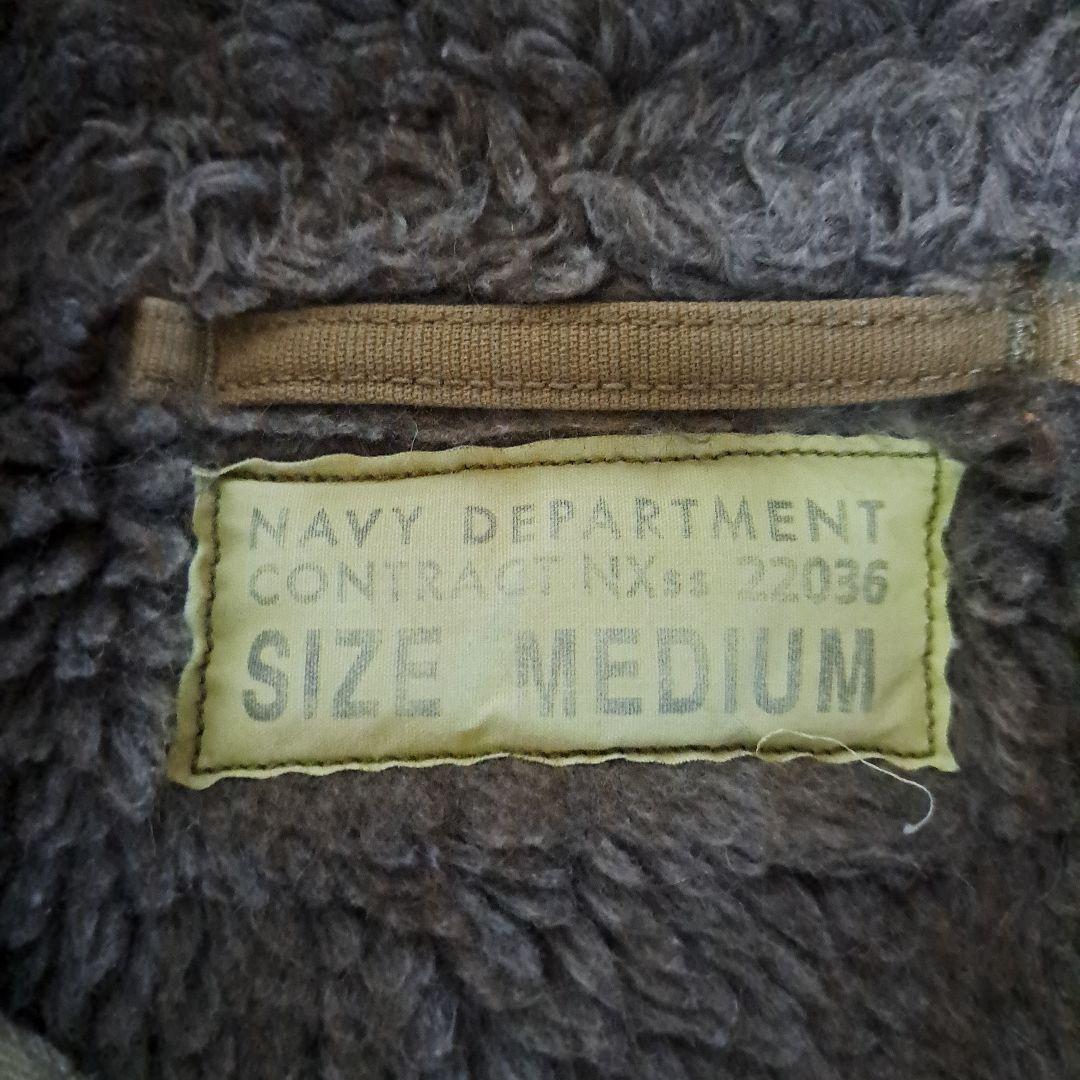 NAVY DEPARTMENT
CONTRACT NXss 22036
SIZE MEDIUM